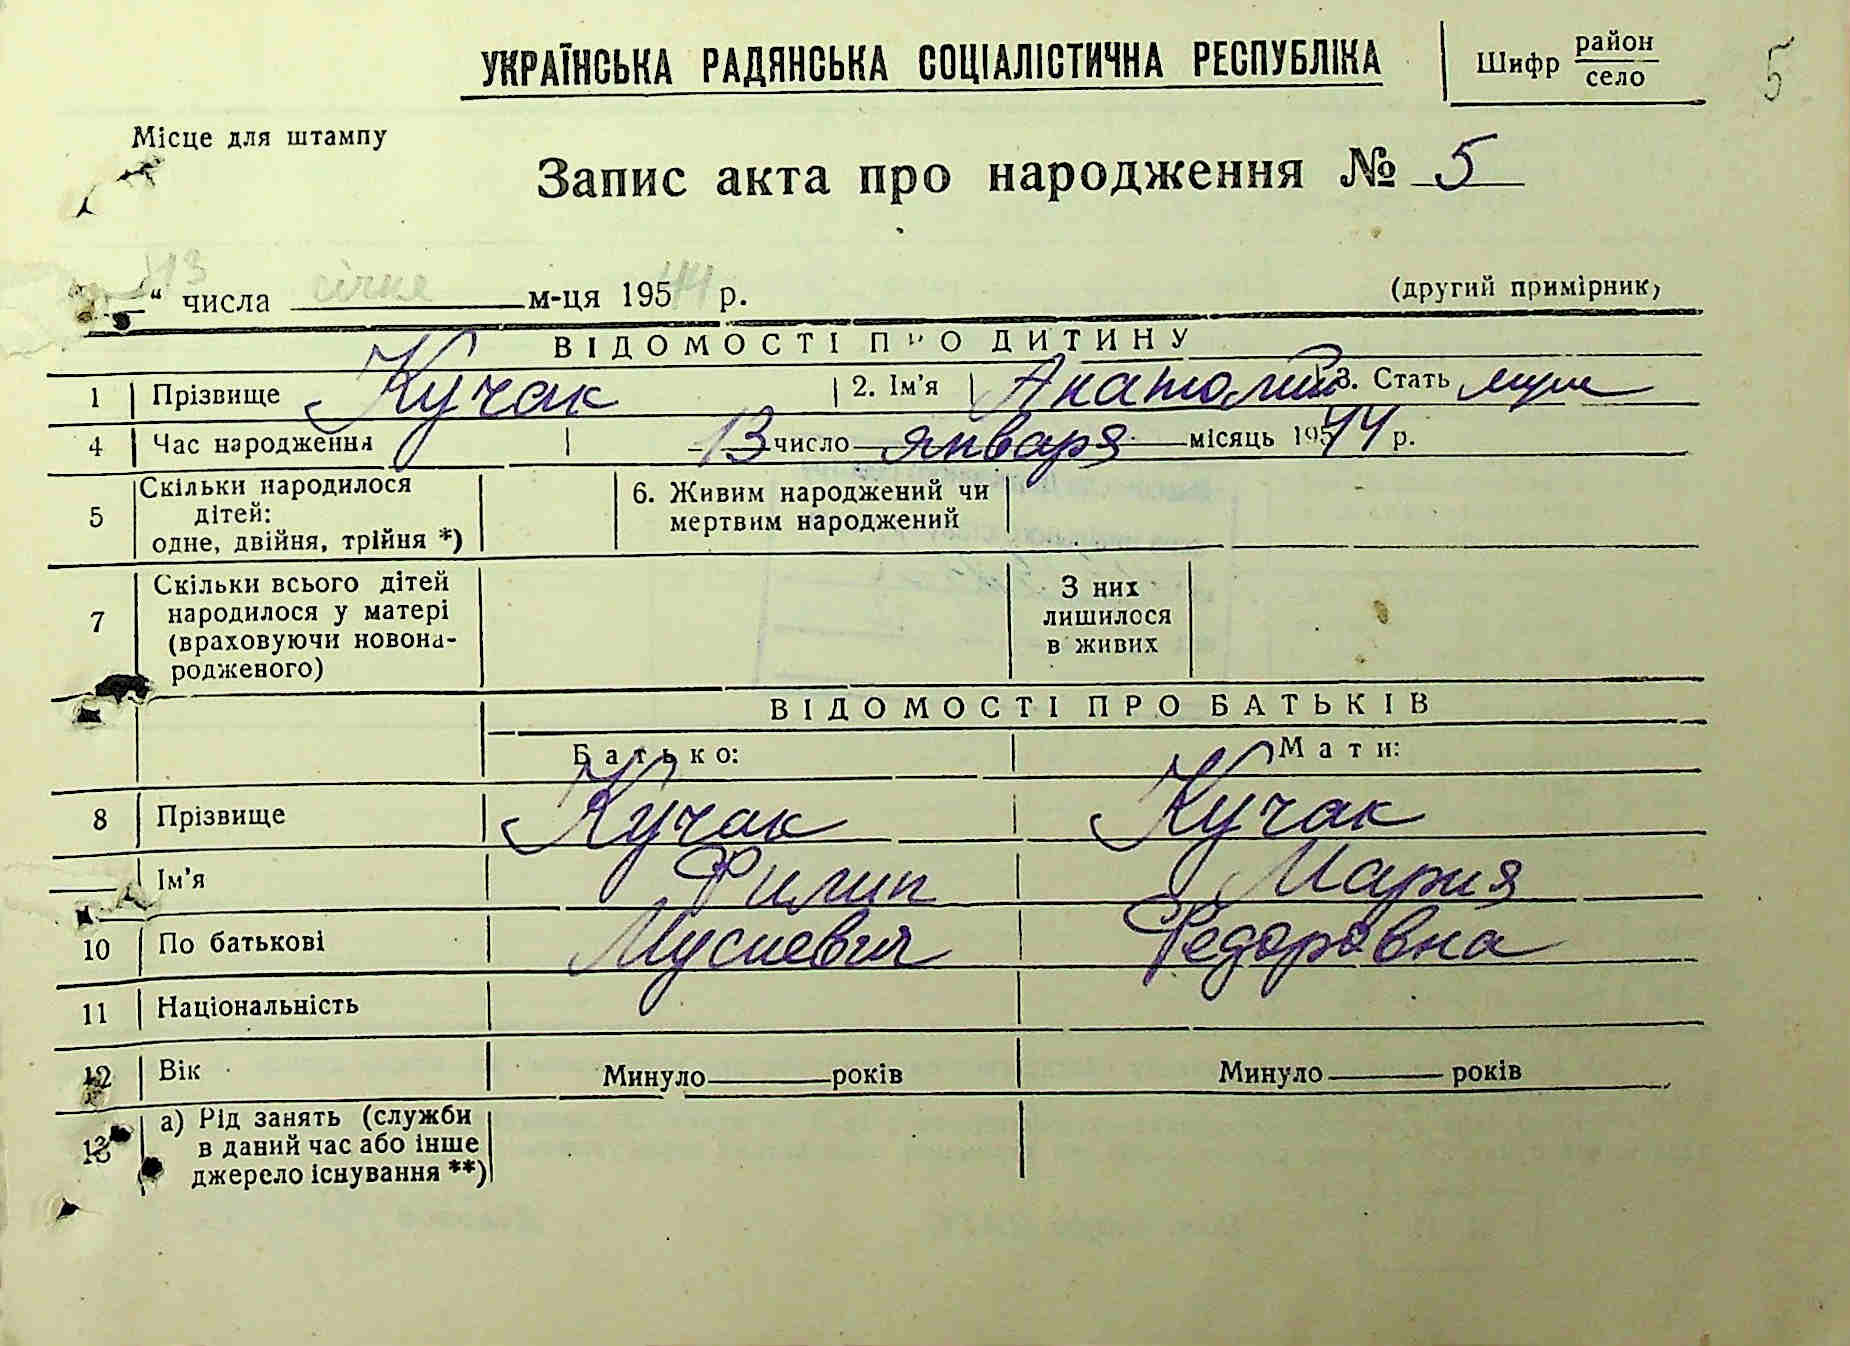 УКРАЇНСЬКА РАДЯНСЬКА СОЦІАЛІСТИЧНА РЕСПУБЛІКА
Шифр район
село
5
Місце для штампу
Запис акта про народження № 5
13 “ числа січня м-ця 19544 р.
(другий примірник)
ВІДОМОСТІ ПРО ДИТИНУ
1 Прізвище Кучак 2. Ім’я Анатолий 3. Стать муж
4 Час народження 13 число января місяць 19544 р.
5 Скільки народилося дітей: одне, двійня, трійня *)
6. Живим народжений чи мертвим народжений
7 Скільки всього дітей народилося у матері (враховуючи новонародженого)
З них лишилося в живих
ВІДОМОСТІ ПРО БАТЬКІВ
Батько: Мати:
8 Прізвище Кучак Кучак
Ім’я Филип Мария
10 По батькові Мусиевич Федоровна
11 Національність
12 Вік Минуло років Минуло років
13 а) Рід занять (служби в даний час або інше джерело існування **)